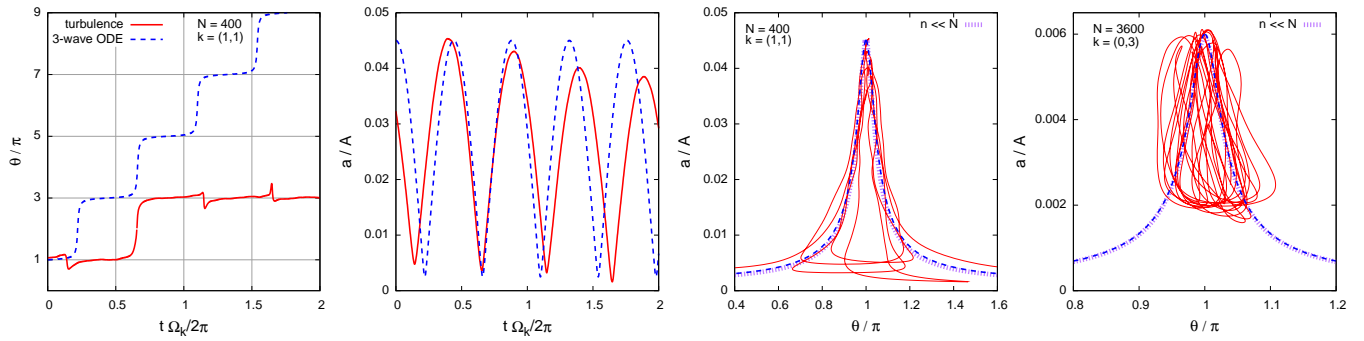 9
7
5
3
1
θ / π
0
0.5
1
1.5
2
t Ω_k/2π
turbulence
3-wave ODE
N = 400
k = (1,1)
0.05
0.04
0.03
0.02
0.01
0
a / A
0
0.5
1
1.5
2
t Ω_k/2π
0.05
0.04
0.03
0.02
0.01
0
a / A
0.4
0.6
0.8
1
1.2
1.4
1.6
θ / π
N = 400
k = (1,1)
n << N
0.006
0.004
0.002
0
a / A
0.8
0.9
1
1.1
1.2
θ / π
N = 3600
k = (0,3)
n << N